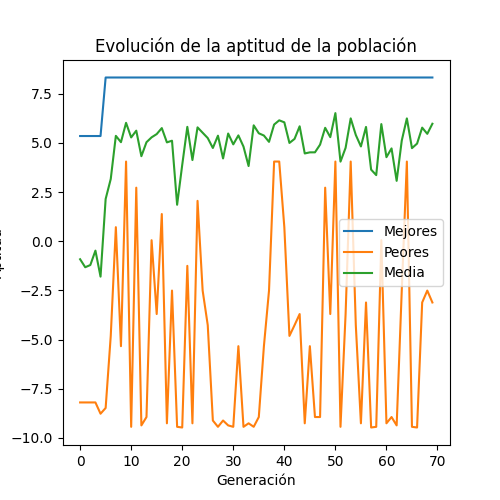 Evolución de la aptitud de la población
7.5
5.0
2.5
0.0
−2.5
−5.0
−7.5
−10.0
Mejores
Peores
Media
0 10 20 30 40 50 60 70
Generación